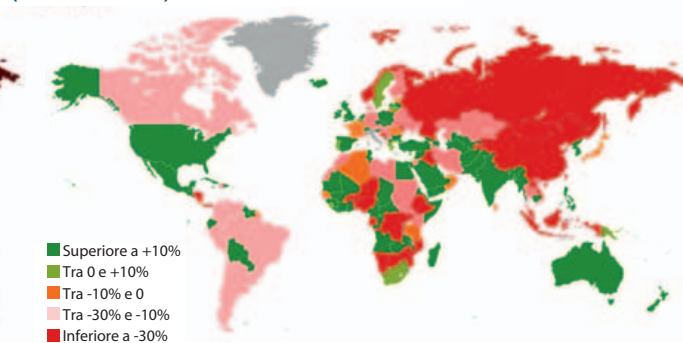 Superiore a +10%
Tra 0 e +10%
Tra -10% e 0
Tra -30% e -10%
Inferiore a -30%